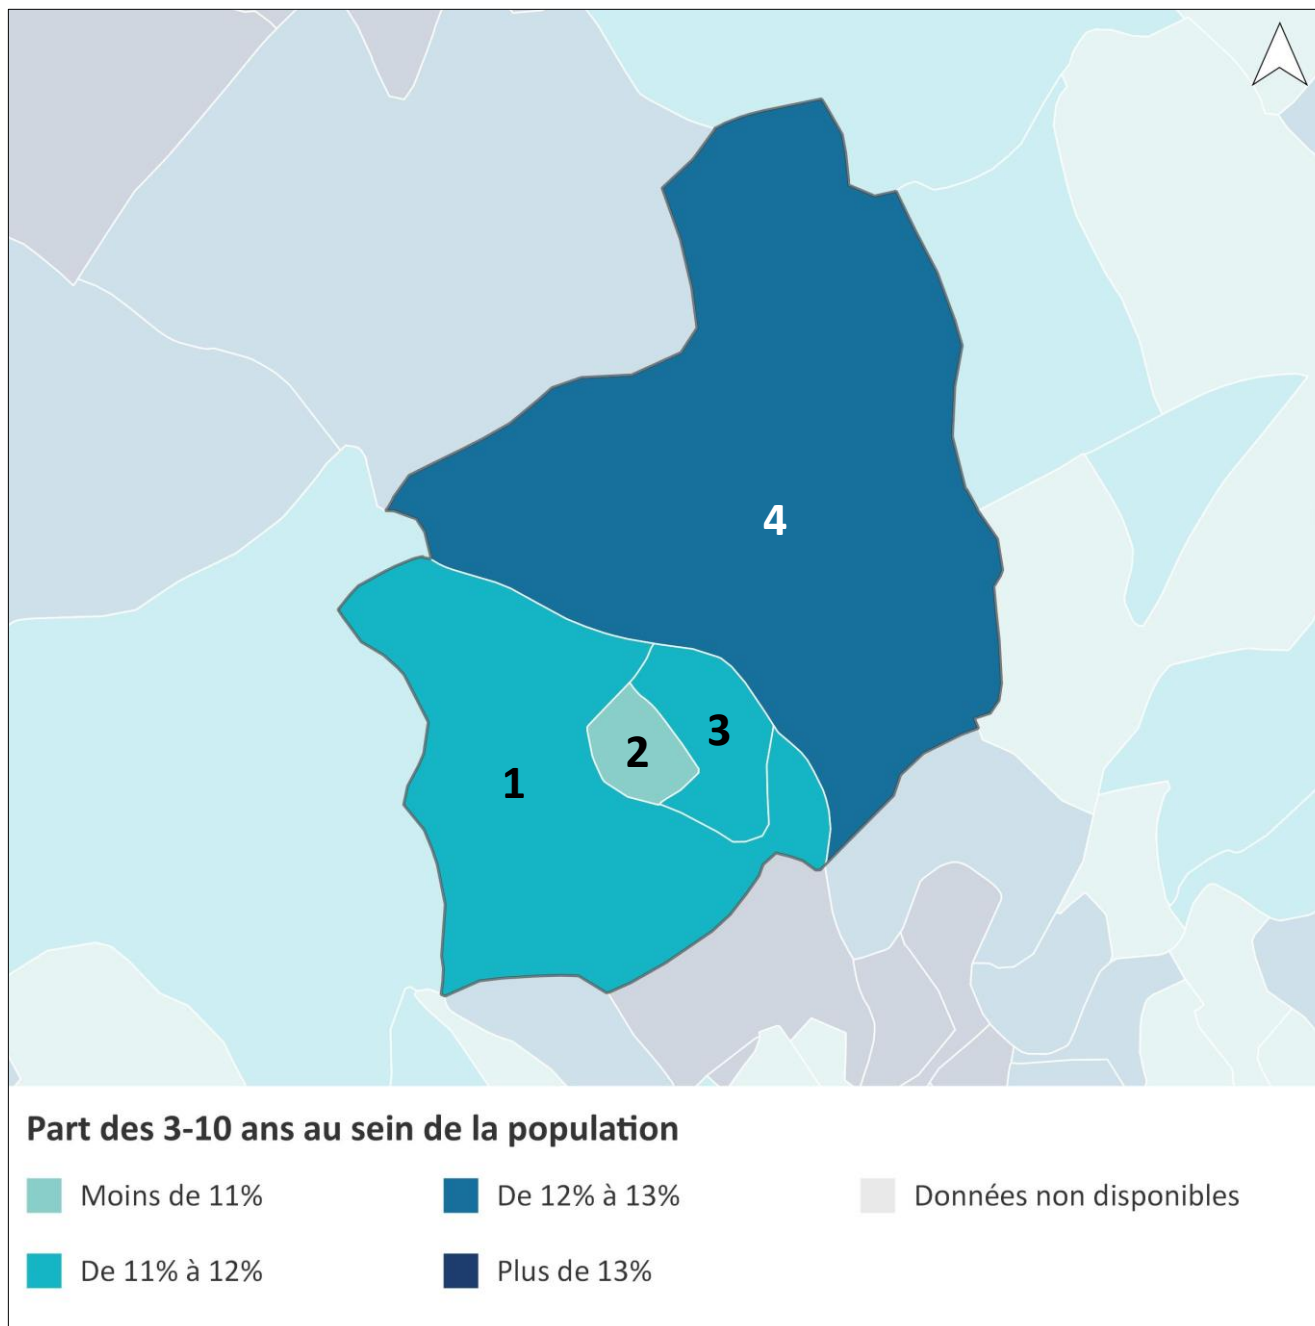 4
3
2
1
Part des 3-10 ans au sein de la population
Moins de 11%
De 12% à 13%
Données non disponibles
De 11% à 12%
Plus de 13%